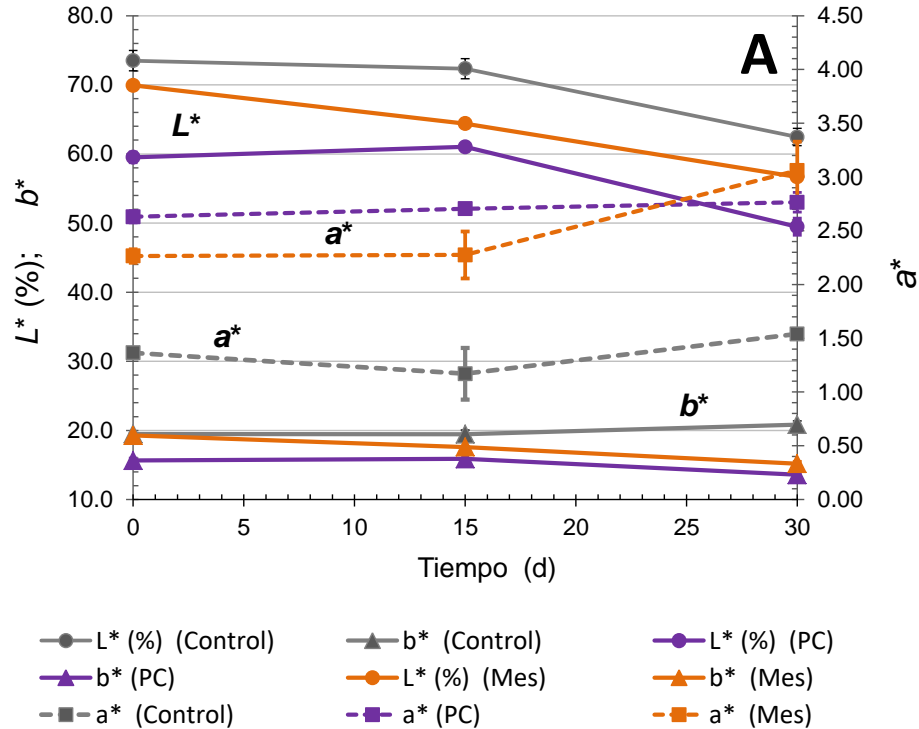 A
L* (%); b*
80.0
70.0
60.0
50.0
40.0
30.0
20.0
10.0
4.50
4.00
3.50
3.00
2.50
2.00
1.50
1.00
0.50
0.00
a*
L*
a*
a*
b*
0 5 10 15 20 25 30
Tiempo (d)
L* (%) (Control) b* (Control) L* (%) (PC)
b* (PC) L* (%) (Mes) b* (Mes)
a* (Control) a* (PC) a* (Mes)